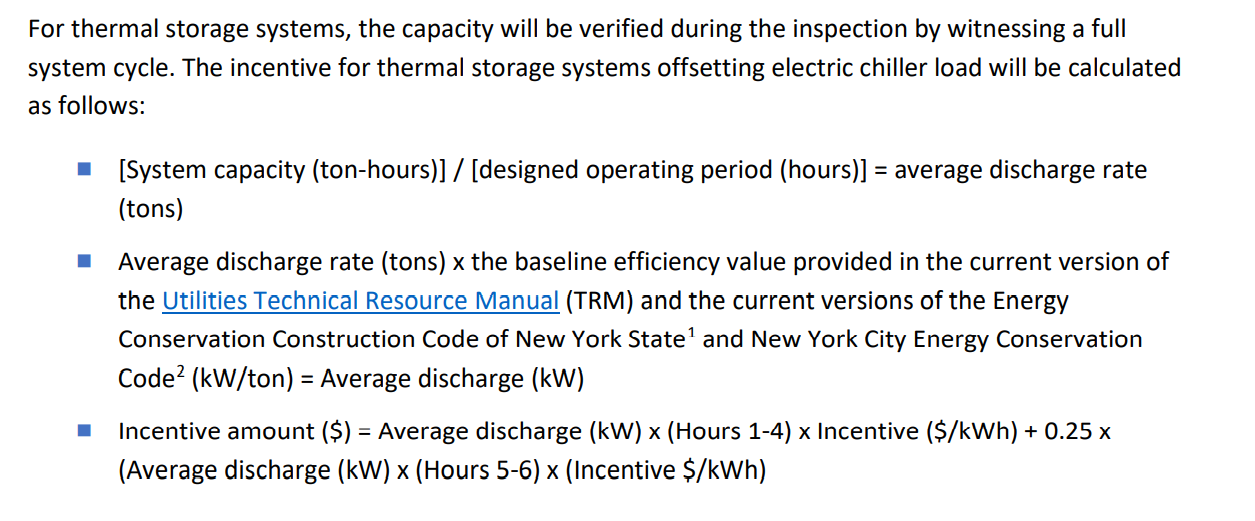 For thermal storage systems, the capacity will be verified during the inspection by witnessing a full
system cycle. The incentive for thermal storage systems offsetting electric chiller load will be calculated
as follows:
[System capacity (ton-hours)] / [designed operating period (hours)] = average discharge rate
(tons)
Average discharge rate (tons) x the baseline efficiency value provided in the current version of
the Utilities Technical Resource Manual (TRM) and the current versions of the Energy
Conservation Construction Code of New York State¹ and New York City Energy Conservation
Code² (kW/ton) = Average discharge (kW)
Incentive amount ($) = Average discharge (kW) x (Hours 1-4) x Incentive ($/kWh) + 0.25 x
(Average discharge (kW) x (Hours 5-6) x (Incentive $/kWh)